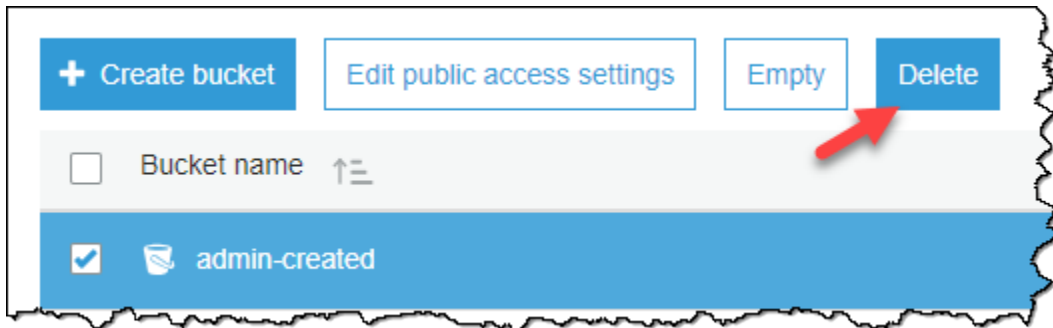 Create bucket Edit public access settings Empty Delete
Bucket name
admin-created